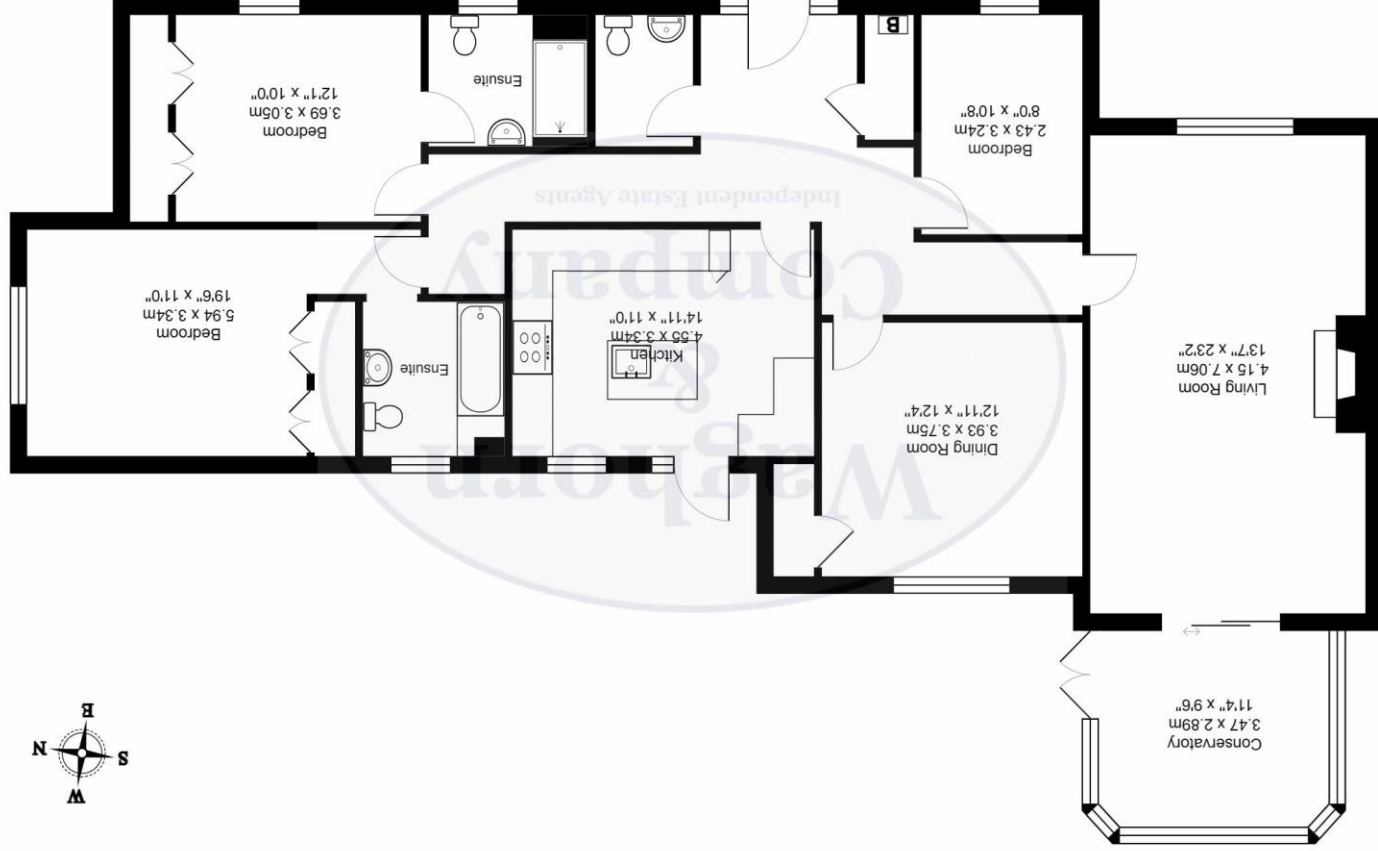 W
N
S
E
Conservatory
3.47 x 2.89m
11'4" x 9'6"
Living Room
4.15 x 7.06m
13'7" x 23'2"
Dining Room
3.93 x 3.75m
12'11" x 12'4"
Kitchen
4.55 x 3.34m
14'11" x 11'0"
Ensuite
Bedroom
5.94 x 3.34m
19'6" x 11'0"
Bedroom
2.43 x 3.24m
8'0" x 10'8"
B
Ensuite
Bedroom
3.69 x 3.05m
12'1" x 10'0"
Waghorn
&
Company
Independent Estate Agents